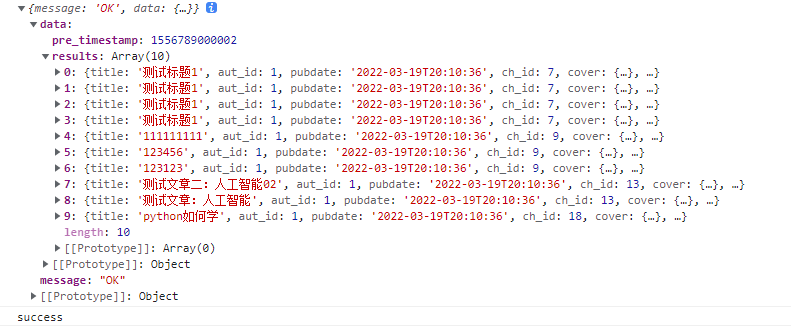 {message: 'OK', data: {…}} i
data:
pre_timestamp: 1556789000002
results: Array(10)
0: {title: '测试标题1', aut_id: 1, pubdate: '2022-03-19T20:10:36', ch_id: 7, cover: {…}, …}
1: {title: '测试标题1', aut_id: 1, pubdate: '2022-03-19T20:10:36', ch_id: 7, cover: {…}, …}
2: {title: '测试标题1', aut_id: 1, pubdate: '2022-03-19T20:10:36', ch_id: 7, cover: {…}, …}
3: {title: '测试标题1', aut_id: 1, pubdate: '2022-03-19T20:10:36', ch_id: 7, cover: {…}, …}
4: {title: '111111111', aut_id: 1, pubdate: '2022-03-19T20:10:36', ch_id: 9, cover: {…}, …}
5: {title: '123456', aut_id: 1, pubdate: '2022-03-19T20:10:36', ch_id: 9, cover: {…}, …}
6: {title: '123123', aut_id: 1, pubdate: '2022-03-19T20:10:36', ch_id: 9, cover: {…}, …}
7: {title: '测试文章二：人工智能02', aut_id: 1, pubdate: '2022-03-19T20:10:36', ch_id: 13, cover: {…}, …}
8: {title: '测试文章：人工智能', aut_id: 1, pubdate: '2022-03-19T20:10:36', ch_id: 13, cover: {…}, …}
9: {title: 'python如何学', aut_id: 1, pubdate: '2022-03-19T20:10:36', ch_id: 18, cover: {…}, …}
length: 10
[[Prototype]]: Array(0)
[[Prototype]]: Object
message: "OK"
[[Prototype]]: Object
success